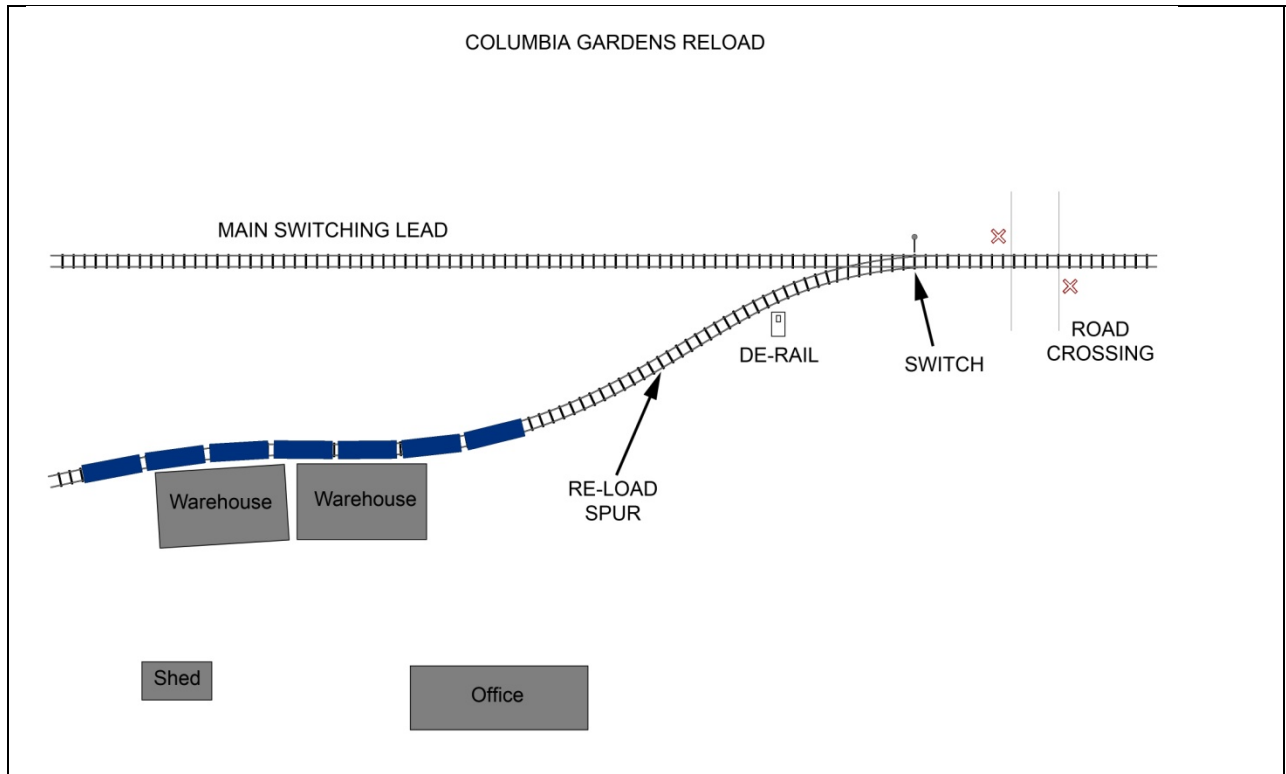 COLUMBIA GARDENS RELOAD
MAIN SWITCHING LEAD
DE-RAIL
SWITCH
ROAD
CROSSING
RE-LOAD
SPUR
Warehouse
Warehouse
Shed
Office